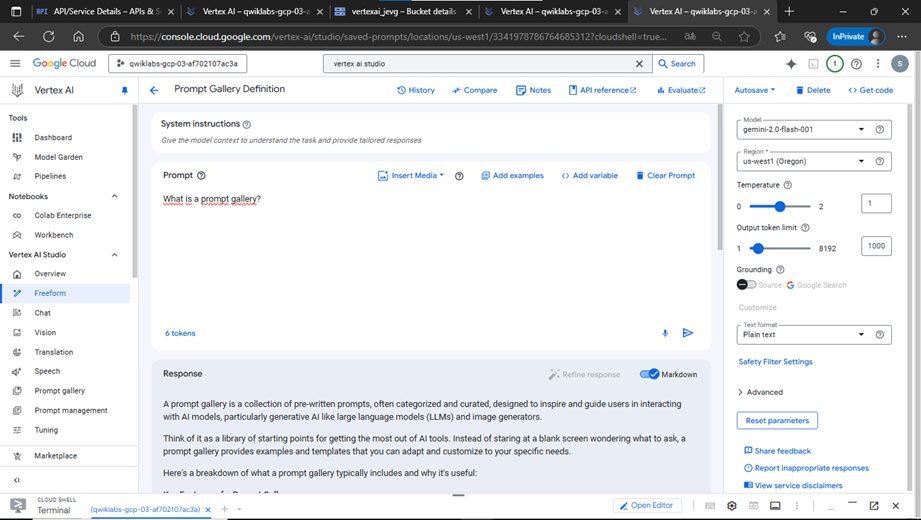 API API/Service Details – APIs & S
Vertex AI – qwiklabs-gcp-03-a
vertexai_jevg – Bucket details
Vertex AI – qwiklabs-gcp-03-a
Vertex AI – qwiklabs-gcp-03-a
https://console.cloud.google.com/vertex-ai/studio/saved-prompts/locations/us-west1/3341978786764685312?cloudshell=true...
InPrivate
Google Cloud
qwiklabs-gcp-03-af702107ac3a
vertex ai studio
Search
1
S
Vertex AI
Prompt Gallery Definition
History
Compare
Notes
API reference
Evaluate
Autosave
Delete
Get code
Tools
Dashboard
Model Garden
Pipelines
Notebooks
Colab Enterprise
Workbench
Vertex AI Studio
Overview
Freeform
Chat
Vision
Translation
Speech
Prompt gallery
Prompt management
Tuning
Marketplace
System instructions
Give the model context to understand the task and provide tailored responses
Prompt
Insert Media
Add examples
Add variable
Clear Prompt
What is a prompt gallery?
6 tokens
Response
Refine response
Markdown
A prompt gallery is a collection of pre-written prompts, often categorized and curated, designed to inspire and guide users in interacting
with AI models, particularly generative AI like large language models (LLMs) and image generators.
Think of it as a library of starting points for getting the most out of AI tools. Instead of staring at a blank screen wondering what to ask, a
prompt gallery provides examples and templates that you can adapt and customize to your specific needs.
Here's a breakdown of what a prompt gallery typically includes and why it's useful:
Model
gemini-2.0-flash-001
Region *
us-west1 (Oregon)
Temperature
0 2 1
Output token limit
1 8192 1000
Grounding
Source: Google Search
Customize
Text format
Plain text
Safety Filter Settings
Advanced
Reset parameters
Share feedback
Report inappropriate responses
View service disclaimers
CLOUD SHELL
Terminal
(qwiklabs-gcp-03-af702107ac3a)
Open Editor